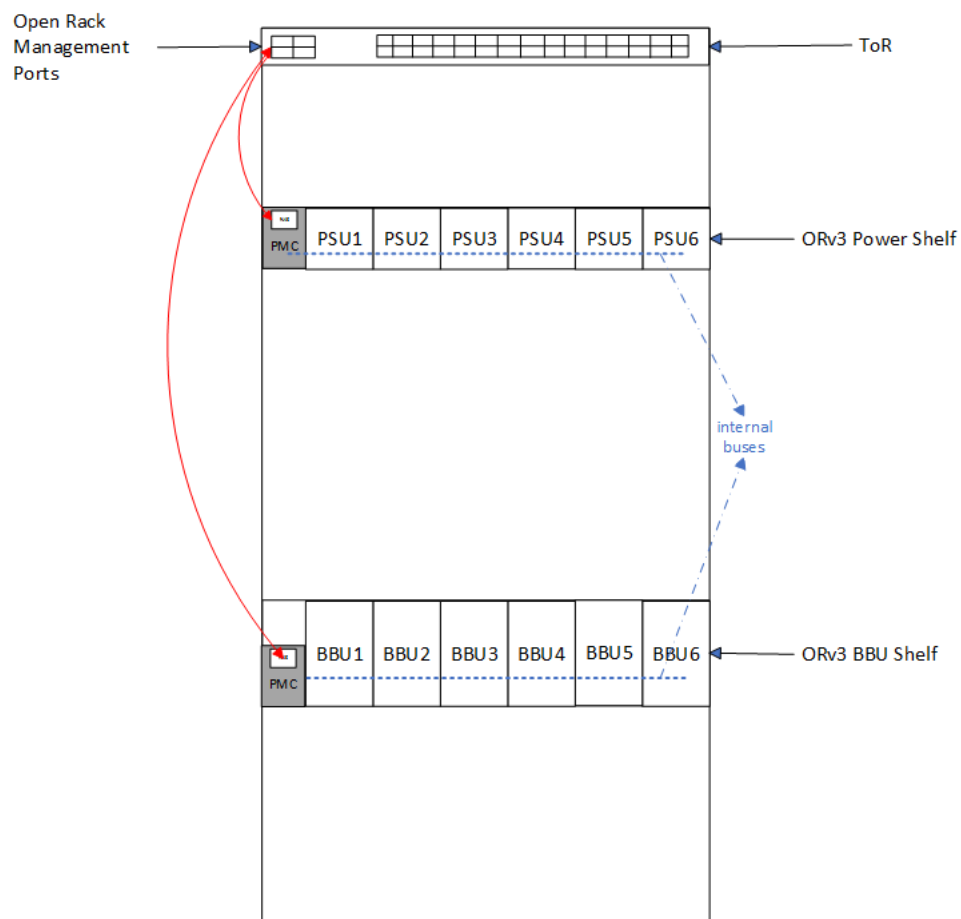 Open Rack
Management
Ports
ToR
PMC
PSU1
PSU2
PSU3
PSU4
PSU5
PSU6
ORv3 Power Shelf
internal
buses
PMC
BBU1
BBU2
BBU3
BBU4
BBU5
BBU6
ORv3 BBU Shelf